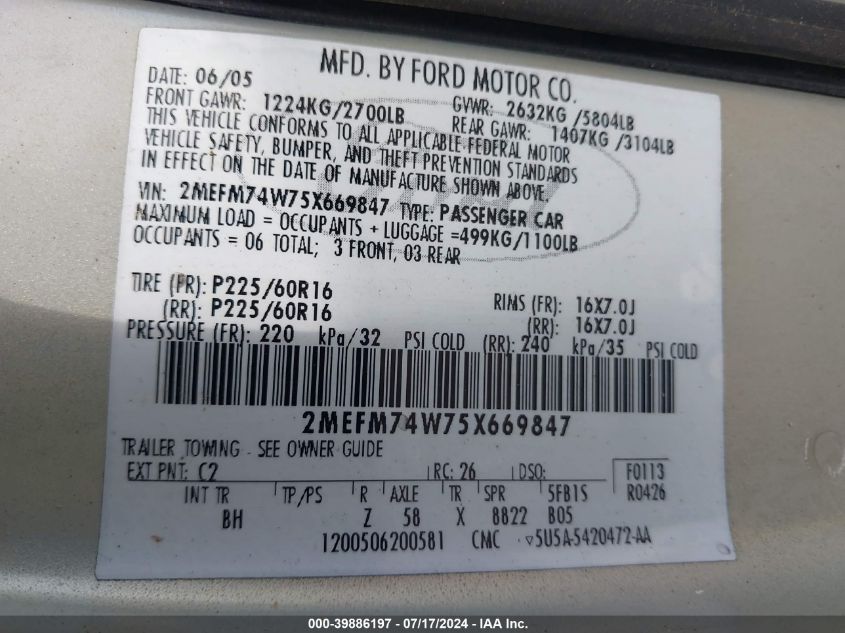 MFD. BY FORD MOTOR CO.
DATE: 06/05
GVWR: 2632KG /5804LB
FRONT GAWR: 1224KG/2700LB
REAR GAWR: 1407KG /3104LB
THIS VEHICLE CONFORMS TO ALL APPLICABLE FEDERAL MOTOR
VEHICLE SAFETY, BUMPER, AND THEFT PREVENTION STANDARDS
IN EFFECT ON THE DATE OF MANUFACTURE SHOWN ABOVE.
VIN: 2MEFM74W75X669847 TYPE: PASSENGER CAR
MAXIMUM LOAD = OCCUPANTS + LUGGAGE =499KG/1100LB
OCCUPANTS = 06 TOTAL; 3 FRONT, 03 REAR
TIRE (FR): P225/60R16 RIMS (FR): 16X7.0J
(RR): P225/60R16 (RR): 16X7.0J
PRESSURE (FR): 220 kPa/32 PSI COLD (RR): 240 kPa/35 PSI COLD
2MEFM74W75X669847
TRAILER TOWING - SEE OWNER GUIDE
EXT PNT: C2 RC: 26 DSO: F0113
INT TR TP/PS R AXLE TR SPR 5FB1S R0426
BH Z 58 X 8822 B05
1200506200581 CMC ▽5U5A-5420472-AA
000-39886197 - 07/17/2024 - IAA Inc.